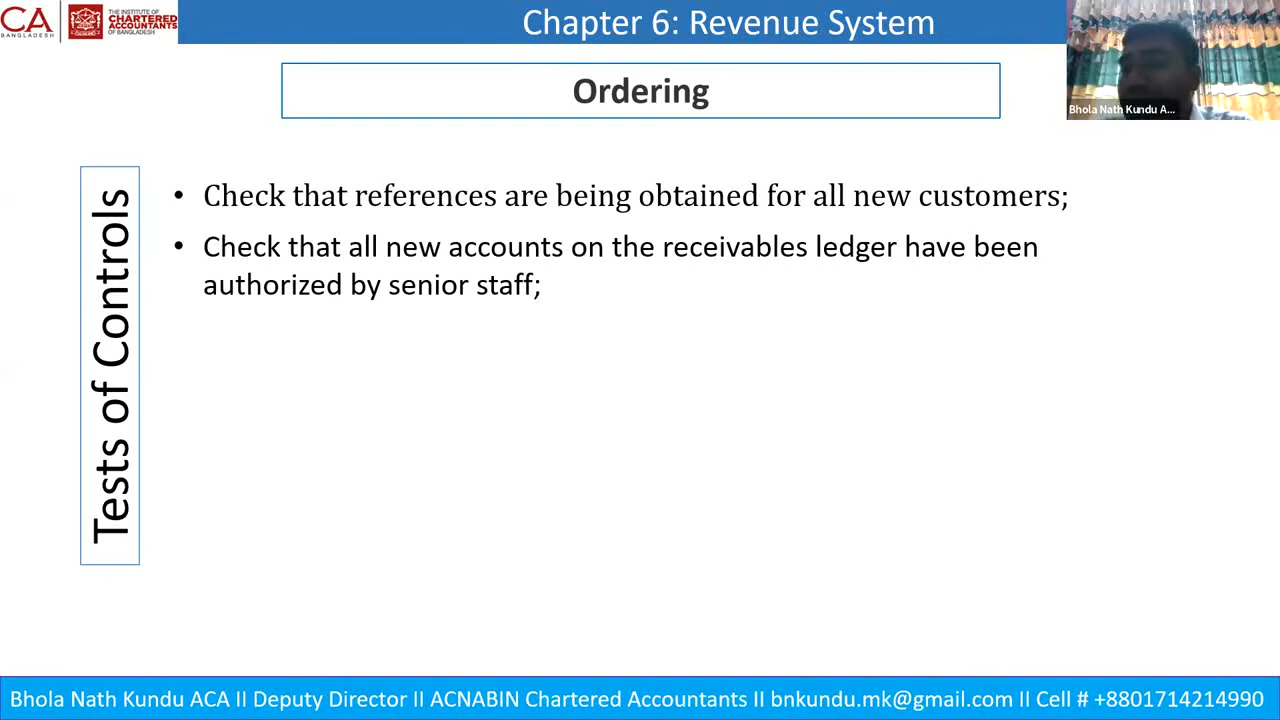 CA
BANGLADESH
THE INSTITUTE OF
CHARTERED
ACCOUNTANTS
OF BANGLADESH
Chapter 6: Revenue System
Bhola Nath Kundu A...
Ordering
Tests of Controls
• Check that references are being obtained for all new customers;
• Check that all new accounts on the receivables ledger have been
authorized by senior staff;
Bhola Nath Kundu ACA II Deputy Director II ACNABIN Chartered Accountants II bnkundu.mk@gmail.com II Cell # +8801714214990